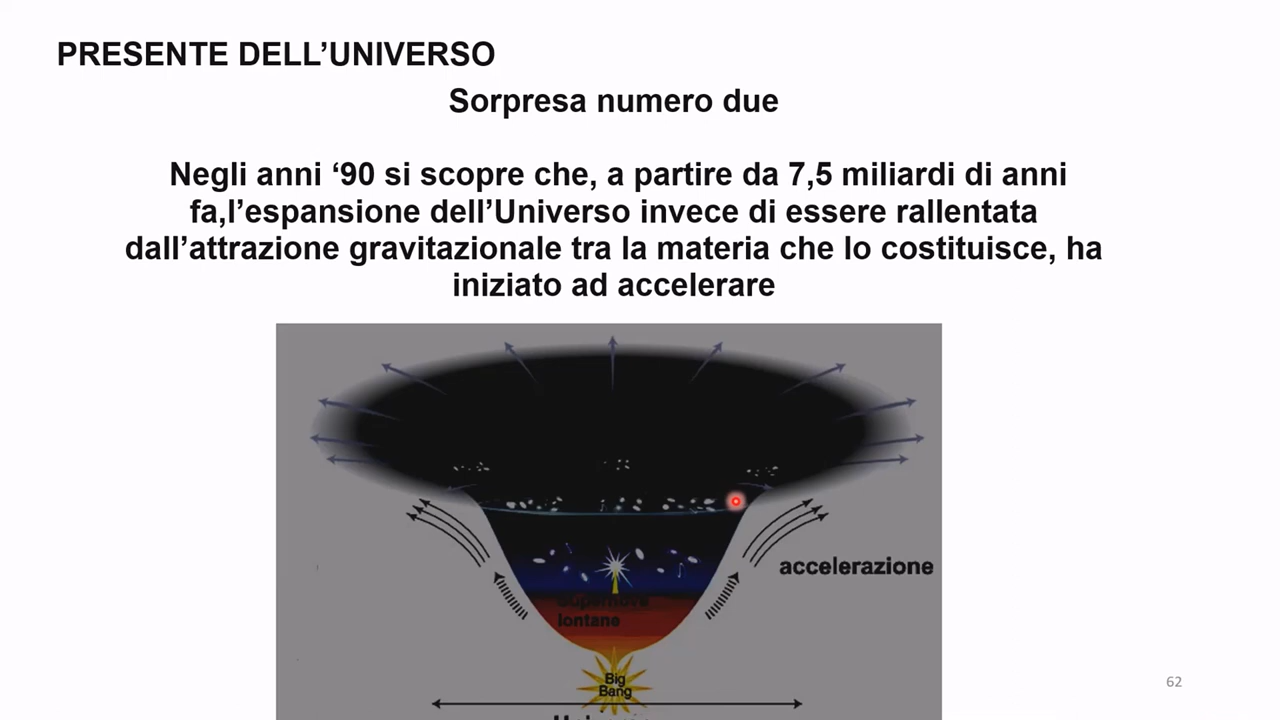 PRESENTE DELL’UNIVERSO
Sorpresa numero due
Negli anni ‘90 si scopre che, a partire da 7,5 miliardi di anni
fa,l’espansione dell’Universo invece di essere rallentata
dall’attrazione gravitazionale tra la materia che lo costituisce, ha
iniziato ad accelerare
accelerazione
Supernove
lontane
Big
Bang
62